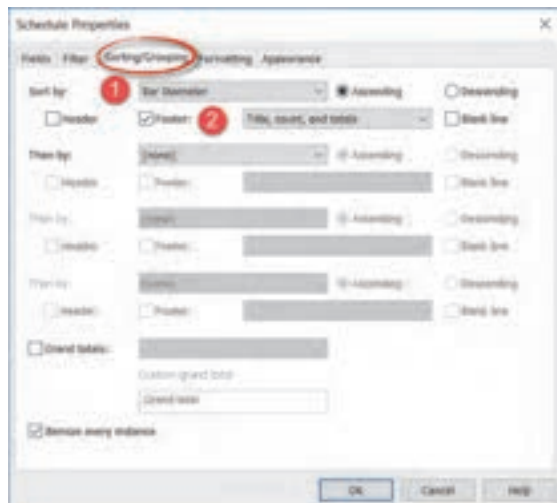 Schedule Properties
Fields Filter Sorting/Grouping Formatting Appearance
1
Sort by: Bar Diameter Ascending Descending
Header Footer: 2 Title, count, and totals Blank line
Then by: (none) Ascending Descending
Header Footer: Blank line
Then by: (none) Ascending Descending
Header Footer: Blank line
Then by: (none) Ascending Descending
Header Footer: Blank line
Grand totals:
Custom grand total
Grand total
Itemize every instance
OK Cancel Help